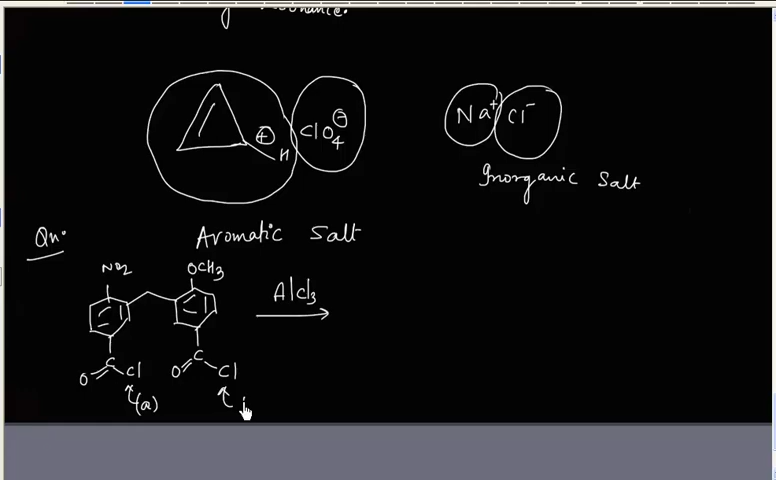 ClO4⊖
⊕
H
Na+ Cl-
Inorganic Salt
Aromatic Salt
Qn.
NO2
OCH3
AlCl3
O C Cl
O C Cl
(a)